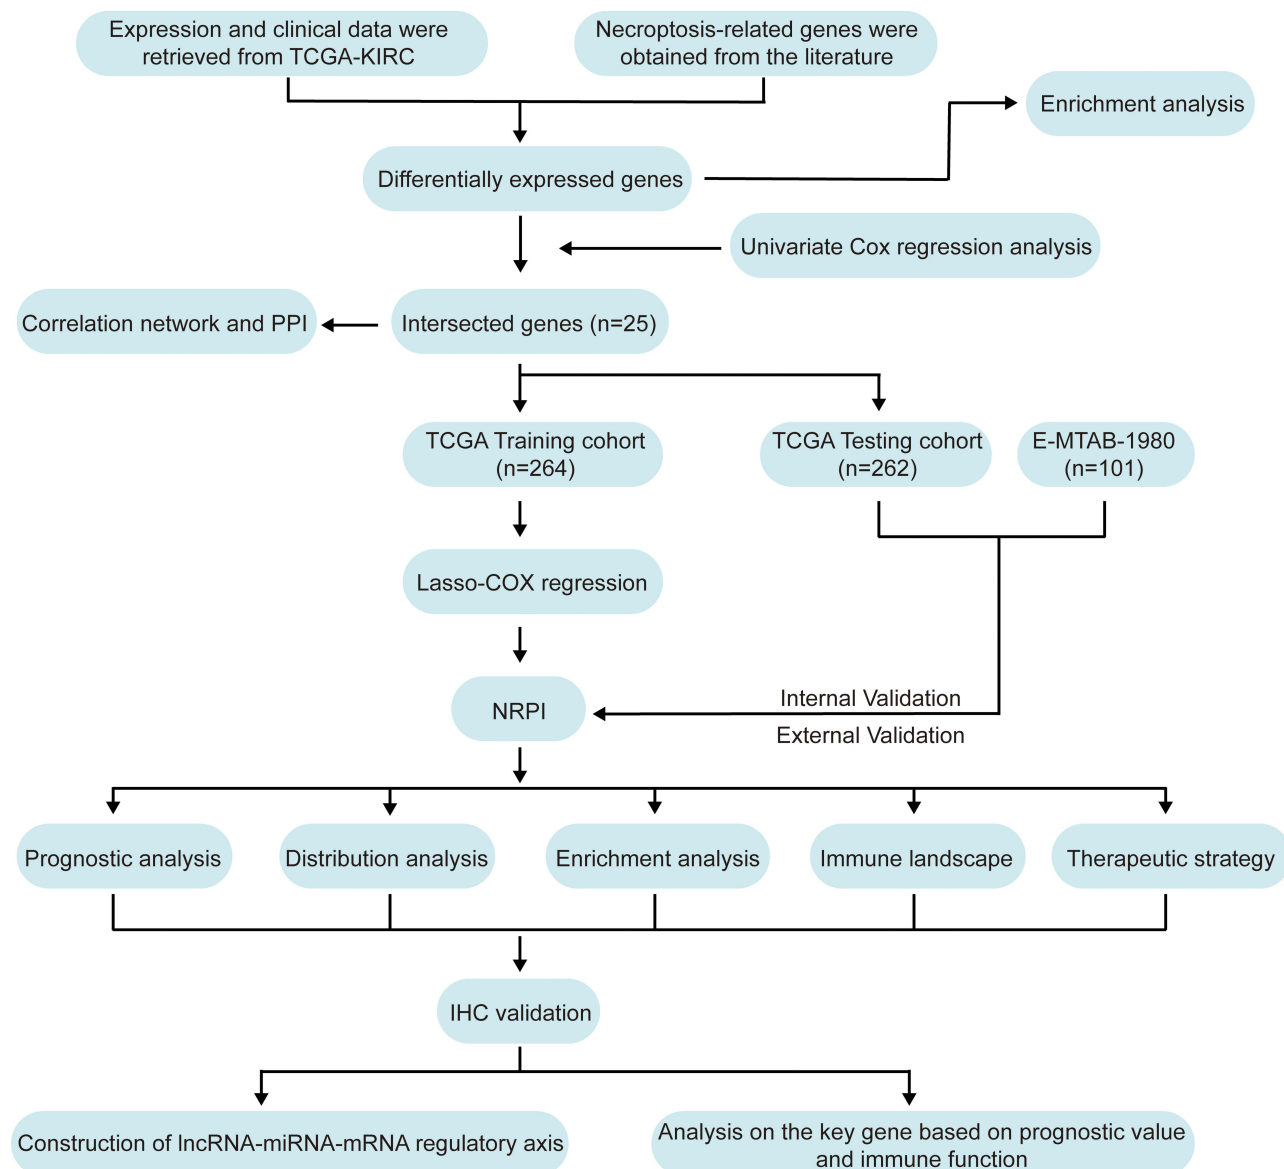 Expression and clinical data were
retrieved from TCGA-KIRC
Necroptosis-related genes were
obtained from the literature
Enrichment analysis
Differentially expressed genes
Univariate Cox regression analysis
Correlation network and PPI
Intersected genes (n=25)
TCGA Training cohort
(n=264)
TCGA Testing cohort
(n=262)
E-MTAB-1980
(n=101)
Lasso-COX regression
NRPI
Internal Validation
External Validation
Prognostic analysis
Distribution analysis
Enrichment analysis
Immune landscape
Therapeutic strategy
IHC validation
Construction of lncRNA-miRNA-mRNA regulatory axis
Analysis on the key gene based on prognostic value
and immune function